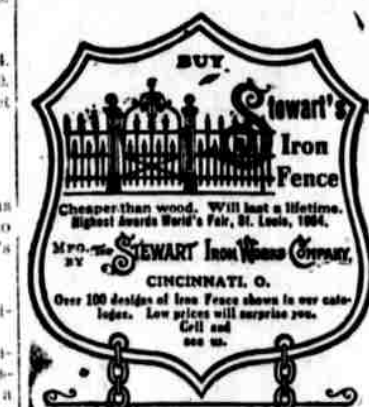 BUY
Stewart's
Iron
Fence
Cheaper than wood. Will last a lifetime.
Highest Awards World's Fair, St. Louis, 1904.
MFD. BY The STEWART IRON WORKS COMPANY,
CINCINNATI, O.
Over 100 designs of Iron Fence shown in our cata-
logue. Low prices will surprise you.
Call and
see us.